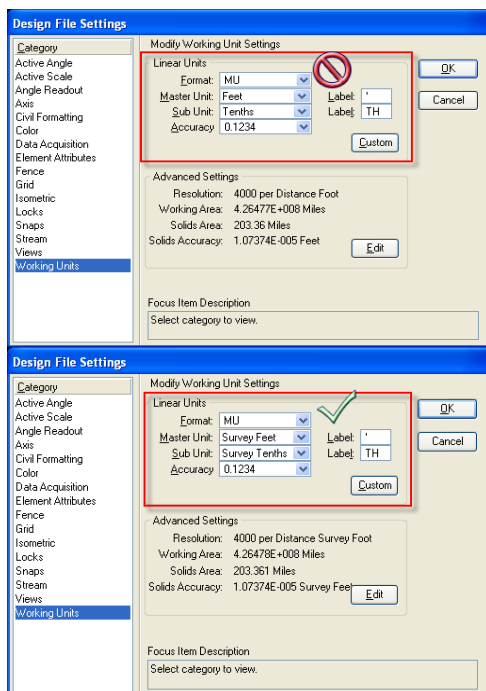 Design File Settings
Category
Active Angle
Active Scale
Angle Readout
Axis
Civil Formatting
Color
Data Acquisition
Element Attributes
Fence
Grid
Isometric
Locks
Snaps
Stream
Views
Working Units
Modify Working Unit Settings
Linear Units
Format: MU
Master Unit: Feet Label: '
Sub Unit: Tenths Label: TH
Accuracy 0.1234
Custom
Advanced Settings
Resolution: 4000 per Distance Foot
Working Area: 4.26477E+008 Miles
Solids Area: 203.36 Miles
Solids Accuracy: 1.07374E-005 Feet
Edit
Focus Item Description
Select category to view.
OK
Cancel
Design File Settings
Category
Active Angle
Active Scale
Angle Readout
Axis
Civil Formatting
Color
Data Acquisition
Element Attributes
Fence
Grid
Isometric
Locks
Snaps
Stream
Views
Working Units
Modify Working Unit Settings
Linear Units
Format: MU
Master Unit: Survey Feet Label: '
Sub Unit: Survey Tenths Label: TH
Accuracy 0.1234
Custom
Advanced Settings
Resolution: 4000 per Distance Survey Foot
Working Area: 4.26478E+008 Miles
Solids Area: 203.361 Miles
Solids Accuracy: 1.07374E-005 Survey Fee
Edit
Focus Item Description
Select category to view.
OK
Cancel